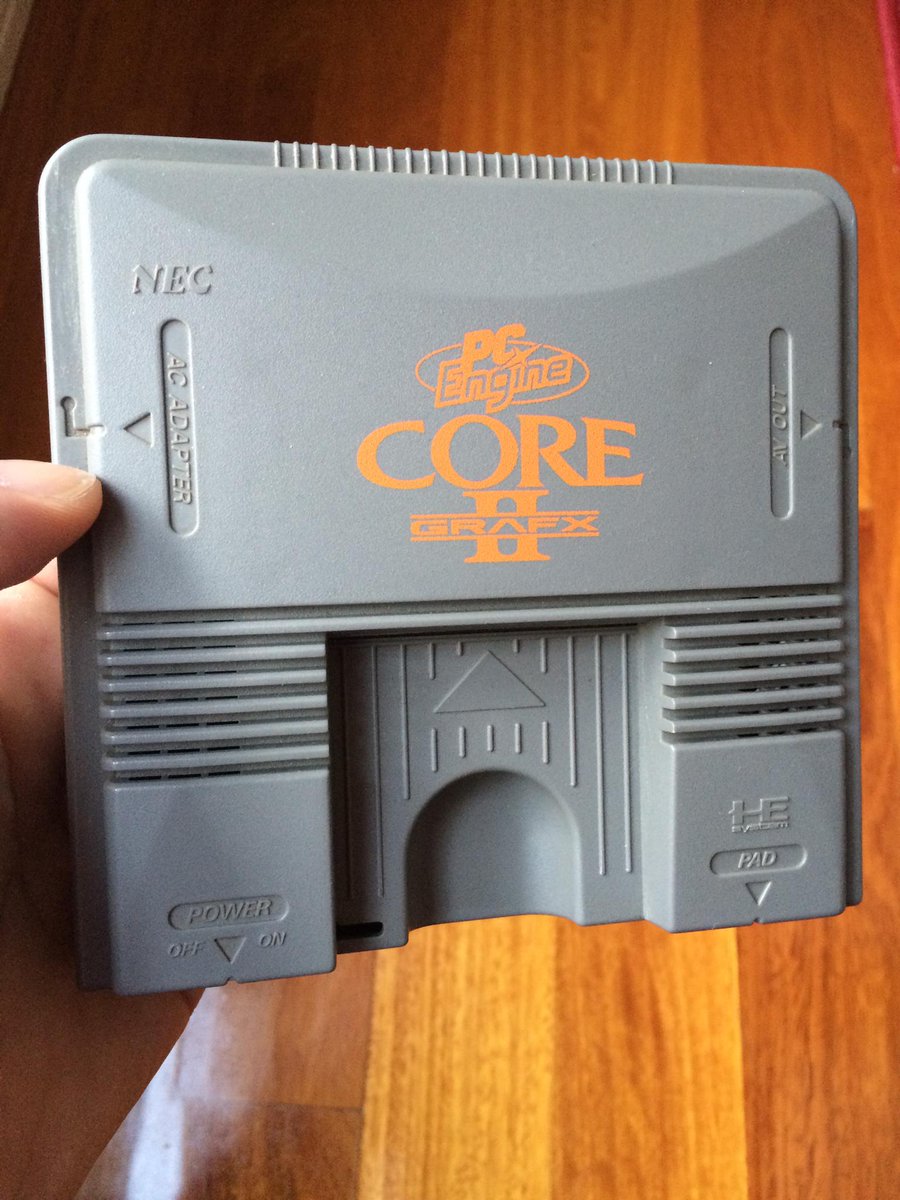 NEC
AC ADAPTER
AV OUT
PC
Engine
CORE
II
GRAFX
HE
system
PAD
POWER
OFF ON